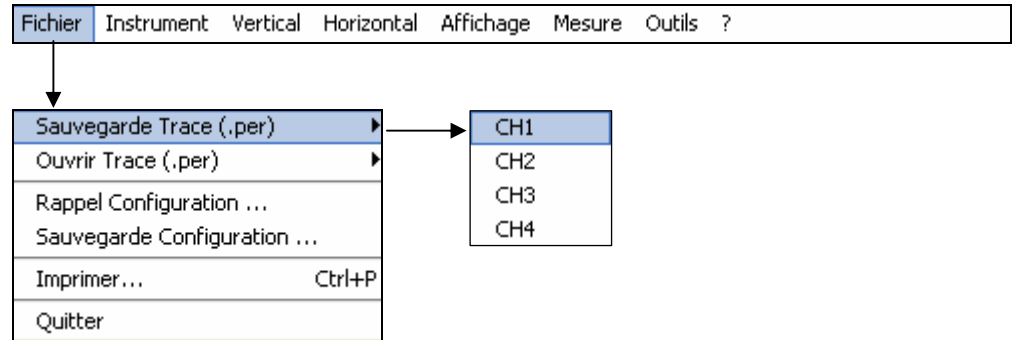 Fichier Instrument Vertical Horizontal Affichage Mesure Outils ?
Sauvegarde Trace (.per)
Ouvrir Trace (.per)
Rappel Configuration ...
Sauvegarde Configuration ...
Imprimer... Ctrl+P
Quitter
CH1
CH2
CH3
CH4